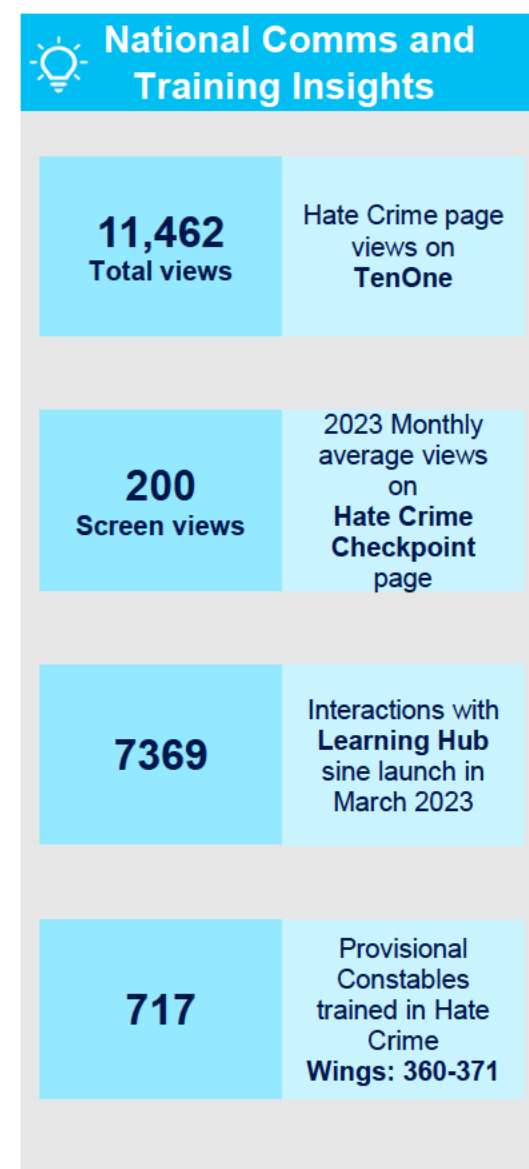 National Comms and
Training Insights
11,462
Total views
Hate Crime page
views on
TenOne
200
Screen views
2023 Monthly
average views
on
Hate Crime
Checkpoint
page
7369
Interactions with
Learning Hub
sine launch in
March 2023
717
Provisional
Constables
trained in Hate
Crime
Wings: 360-371